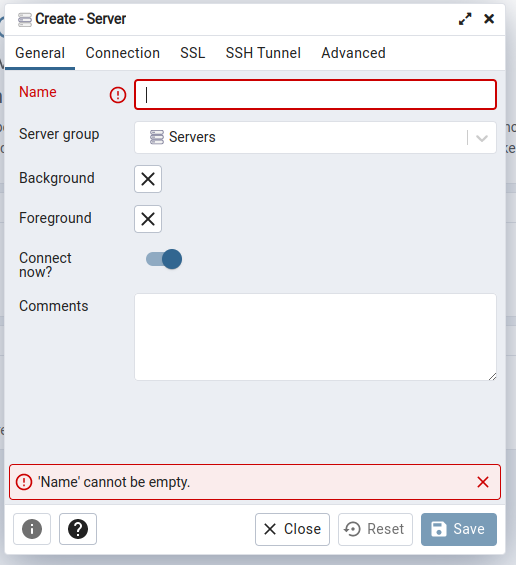 Create - Server
General Connection SSL SSH Tunnel Advanced
Name
Server group Servers
Background
Foreground
Connect
now?
Comments
'Name' cannot be empty.
Close Reset Save